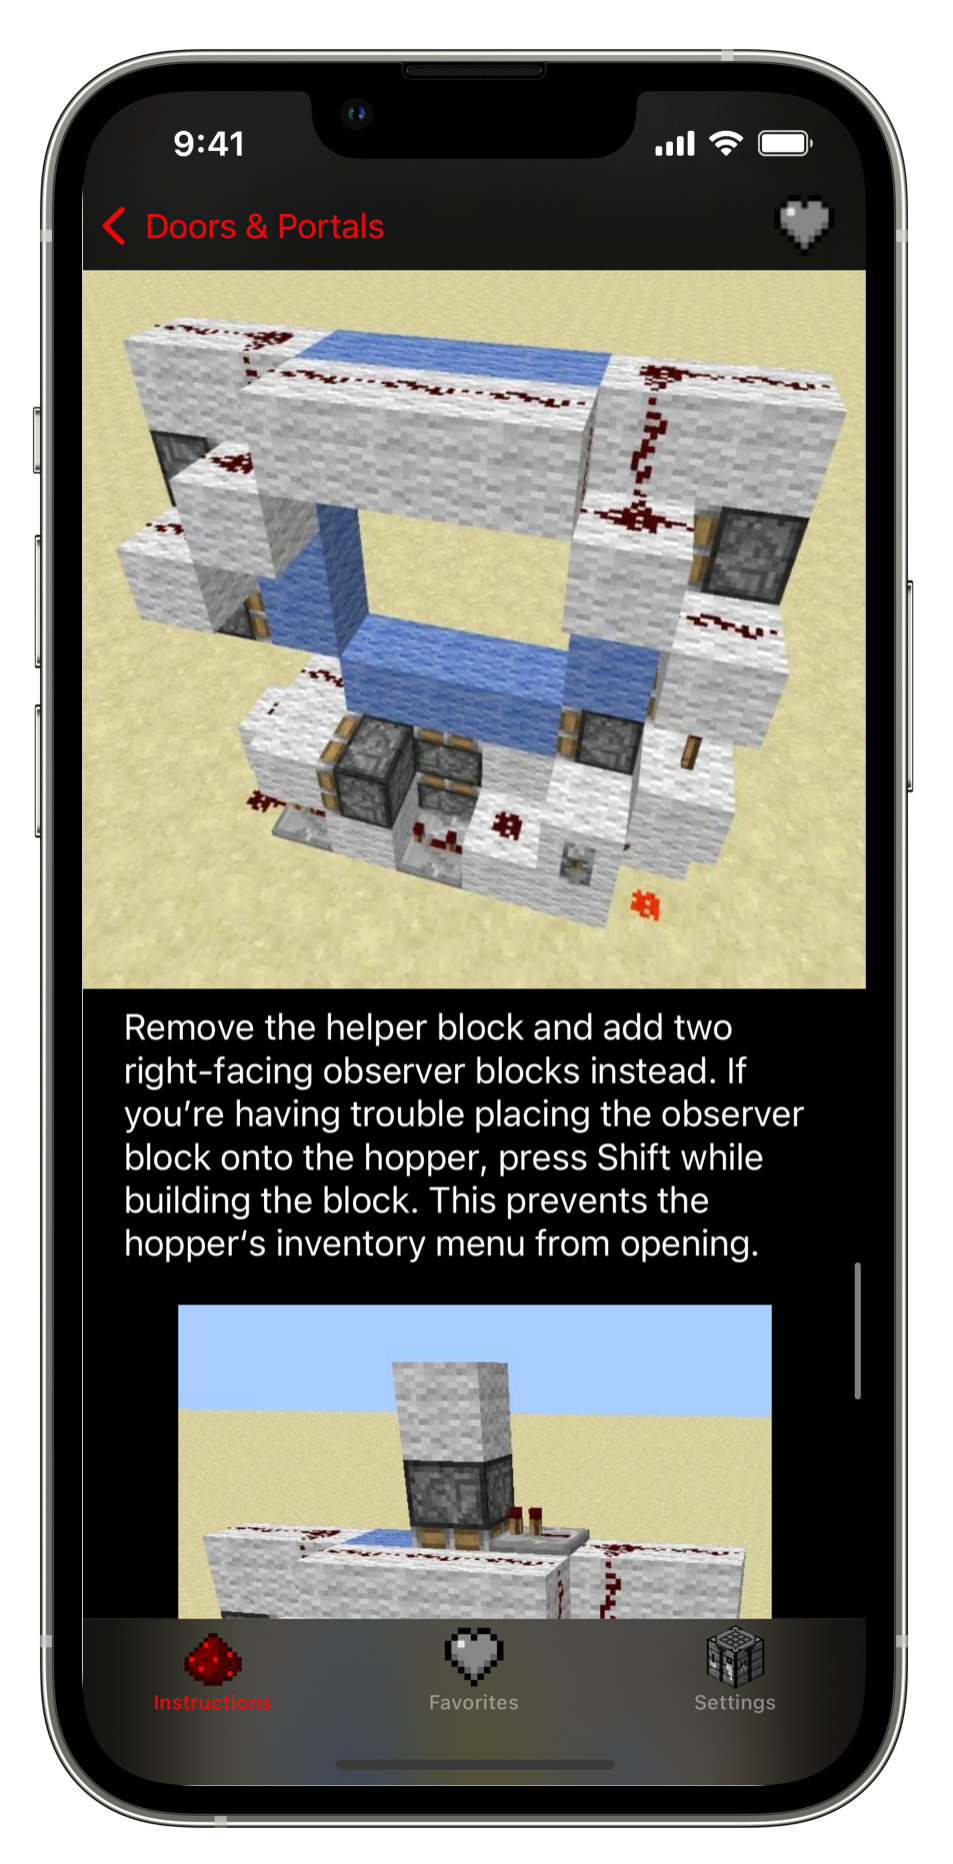 9:41
Doors & Portals
Remove the helper block and add two
right-facing observer blocks instead. If
you’re having trouble placing the observer
block onto the hopper, press Shift while
building the block. This prevents the
hopper‘s inventory menu from opening.
Instructions
Favorites
Settings